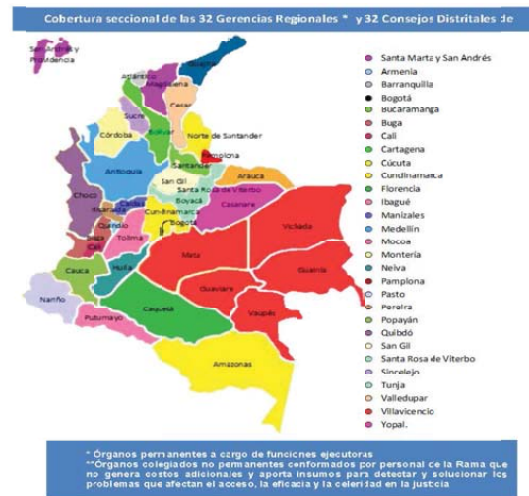 Cobertura seccional de las 32 Gerencias Regionales * y 32 Consejos Distritales de
San Andrés y
Providencia
Guajira
Atlántico
Magdalena
Cesar
Sucre
Córdoba
Bolívar
Norte de Santander
Pamplona
Antioquia
Santander
Arauca
San Gil
Santa Rosa de Viterbo
Boyacá
Casanare
Choco
Risaralda
Caldas
Cundinamarca
Bogotá
Vichada
Quindío
Tolima
Buga
Cali
Meta
Guainía
Cauca
Huila
Guaviare
Vaupés
Nariño
Putumayo
Caquetá
Amazonas
Santa Marta y San Andrés
Armenia
Barranquilla
Bogotá
Bucaramanga
Buga
Cali
Cartagena
Cúcuta
Cundinamarca
Florencia
Ibagué
Manizales
Medellín
Mocoa
Montería
Neiva
Pamplona
Pasto
Pereira
Popayán
Quibdó
San Gil
Santa Rosa de Viterbo
Sincelejo
Tunja
Valledupar
Villavicencio
Yopal.
* Órganos permanentes a cargo de funciones ejecutoras
**Órganos colegiados no permanentes conformados por personal de la Rama que
no genera costos adicionales y aporta insumos para detectar y solucionar los
problemas que afectan el acceso, la eficacia y la celeridad en la justicia